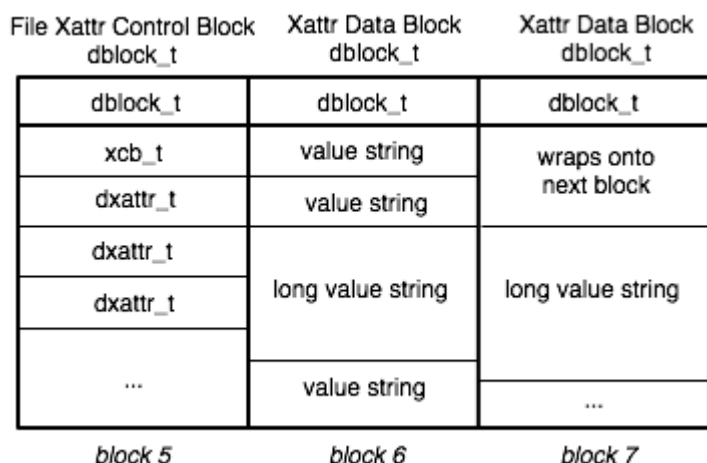 File Xattr Control Block
dblock_t
Xattr Data Block
dblock_t
Xattr Data Block
dblock_t
dblock_t
dblock_t
dblock_t
xcb_t
value string
wraps onto
next block
dxattr_t
value string
dxattr_t
long value string
long value string
dxattr_t
...
value string
...
block 5
block 6
block 7